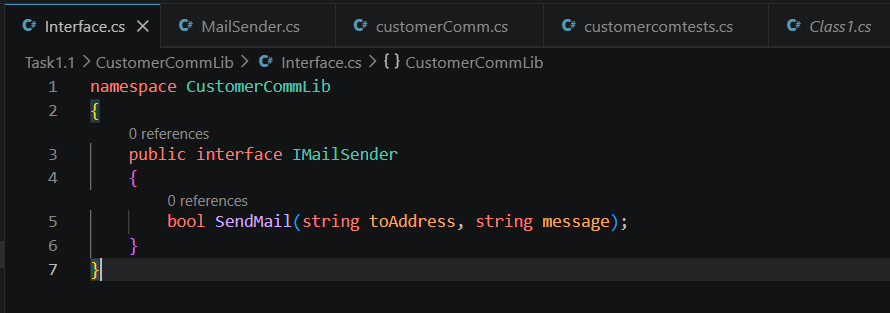 C# Interface.cs × C# MailSender.cs C# customerComm.cs C# customercomtests.cs C# Class1.cs
Task1.1 > CustomerCommLib > C# Interface.cs > { } CustomerCommLib
1 namespace CustomerCommLib
2 {
0 references
3 public interface IMailSender
4 {
0 references
5 bool SendMail(string toAddress, string message);
6 }
7 }